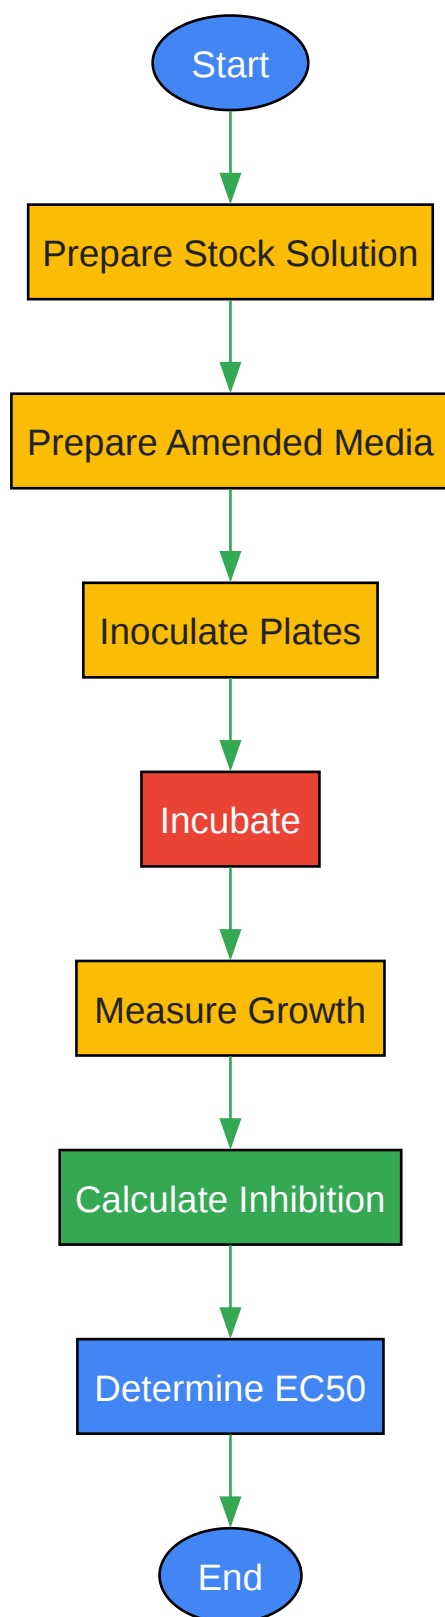 Start
Prepare Stock Solution
Prepare Amended Media
Inoculate Plates
Incubate
Measure Growth
Calculate Inhibition
Determine EC50
End